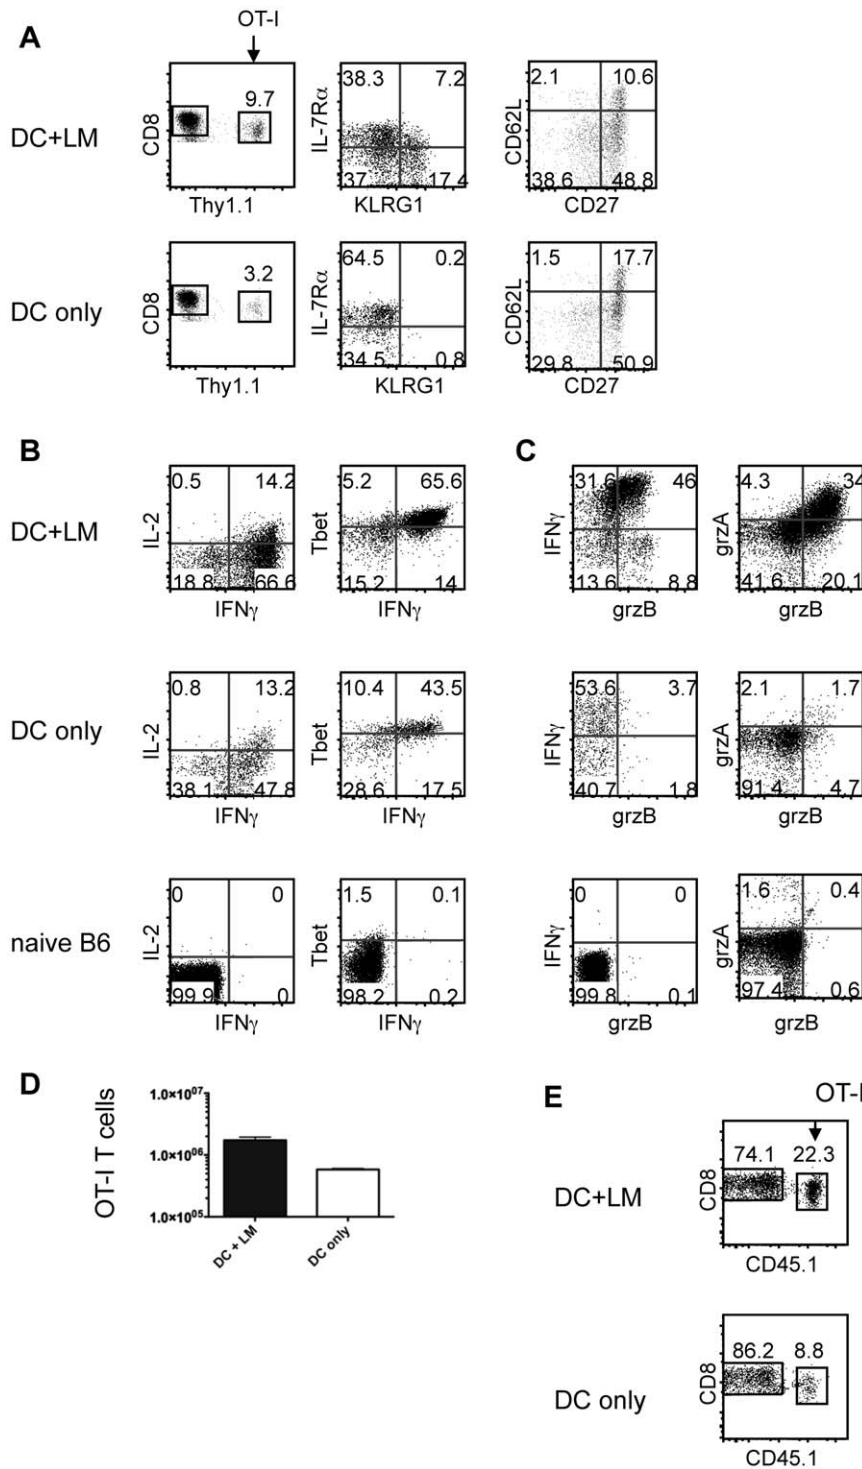 OT-I
A
DC+LM
CD8
9.7
Thy1.1
IL-7Rα
38.3 7.2
37 17.4
KLRG1
CD62L
2.1 10.6
38.6 48.8
CD27
DC only
CD8
3.2
Thy1.1
IL-7Rα
64.5 0.2
34.5 0.8
KLRG1
CD62L
1.5 17.7
29.8 50.9
CD27
B
DC+LM
IL-2
0.5 14.2
18.8 66.6
IFNγ
Tbet
5.2 65.6
15.2 14
IFNγ
C
IFNγ
31.6 46
13.6 8.8
grzB
grzA
4.3 34
41.6 20.1
grzB
DC only
IL-2
0.8 13.2
38.1 47.8
IFNγ
Tbet
10.4 43.5
28.6 17.5
IFNγ
IFNγ
53.6 3.7
40.7 1.8
grzB
grzA
2.1 1.7
91.4 4.7
grzB
naive B6
IL-2
0 0
99.9 0
IFNγ
Tbet
1.5 0.1
98.2 0.2
IFNγ
IFNγ
0 0
99.8 0.1
grzB
grzA
1.6 0.4
97.4 0.6
grzB
D
OT-I T cells
1.0×10⁰⁷
1.0×10⁰⁶
1.0×10⁰⁵
DC + LM
DC only
E
OT-I
DC+LM
CD8
74.1 22.3
CD45.1
DC only
CD8
86.2 8.8
CD45.1